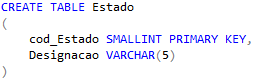 CREATE TABLE Estado
(
    cod_Estado SMALLINT PRIMARY KEY,
    Designacao VARCHAR(5)
)